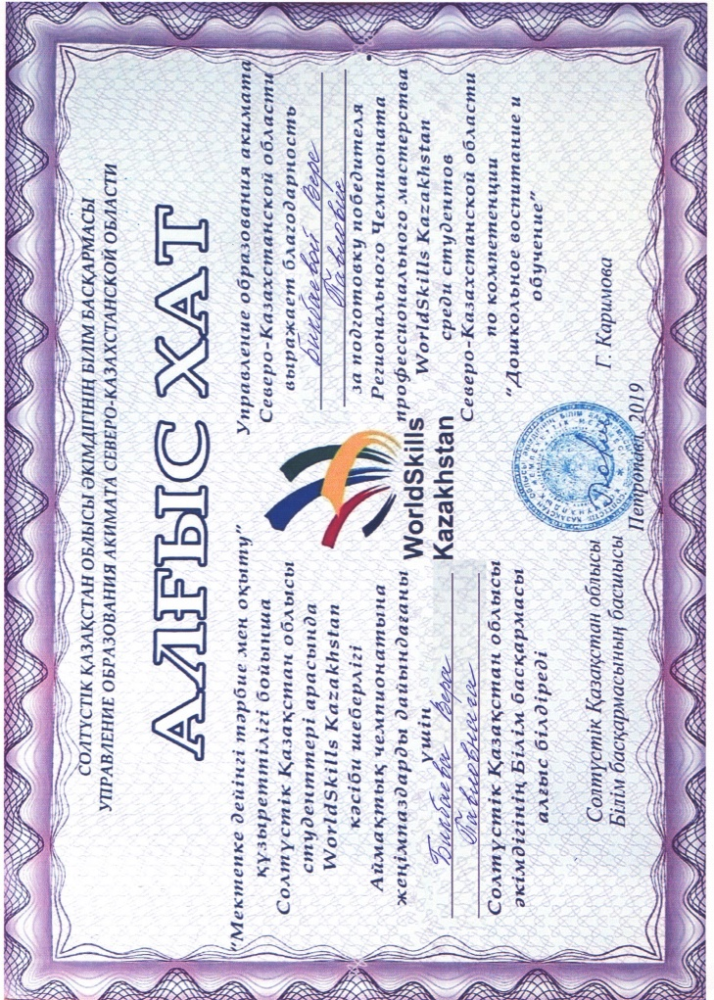 СОЛТҮСТІК ҚАЗАҚСТАН ОБЛЫСЫ ӘКІМДІГІНІҢ БІЛІМ БАСҚАРМАСЫ
УПРАВЛЕНИЕ ОБРАЗОВАНИЯ АКИМАТА СЕВЕРО-КАЗАХСТАНСКОЙ ОБЛАСТИ
АЛҒЫС ХАТ
"Мектепке дейінгі тәрбие мен оқыту"
құзыреттілігі бойынша
Солтүстік Қазақстан облысы
студенттері арасында
WorldSkills Kazakhstan
кәсіби шеберлігі
Аймақтық чемпионатына
жеңімпаздарды дайындағаны
үшін
Бикбаева Вера
Павловнаға
Солтүстік Қазақстан облысы
әкімдігінің Білім басқармасы
алғыс білдіреді
WorldSkills
Kazakhstan
Управление образования акимата
Северо-Казахстанской области
выражает благодарность
Бикбаевой Вере
Павловне
за подготовку победителя
Регионального Чемпионата
профессионального мастерства
WorldSkills Kazakhstan
среди студентов
Северо-Казахстанской области
по компетенции
"Дошкольное воспитание и
обучение"
Солтүстік Қазақстан облысы
Білім басқармасының басшысы
Г. Каримова
Петропавл, 2019